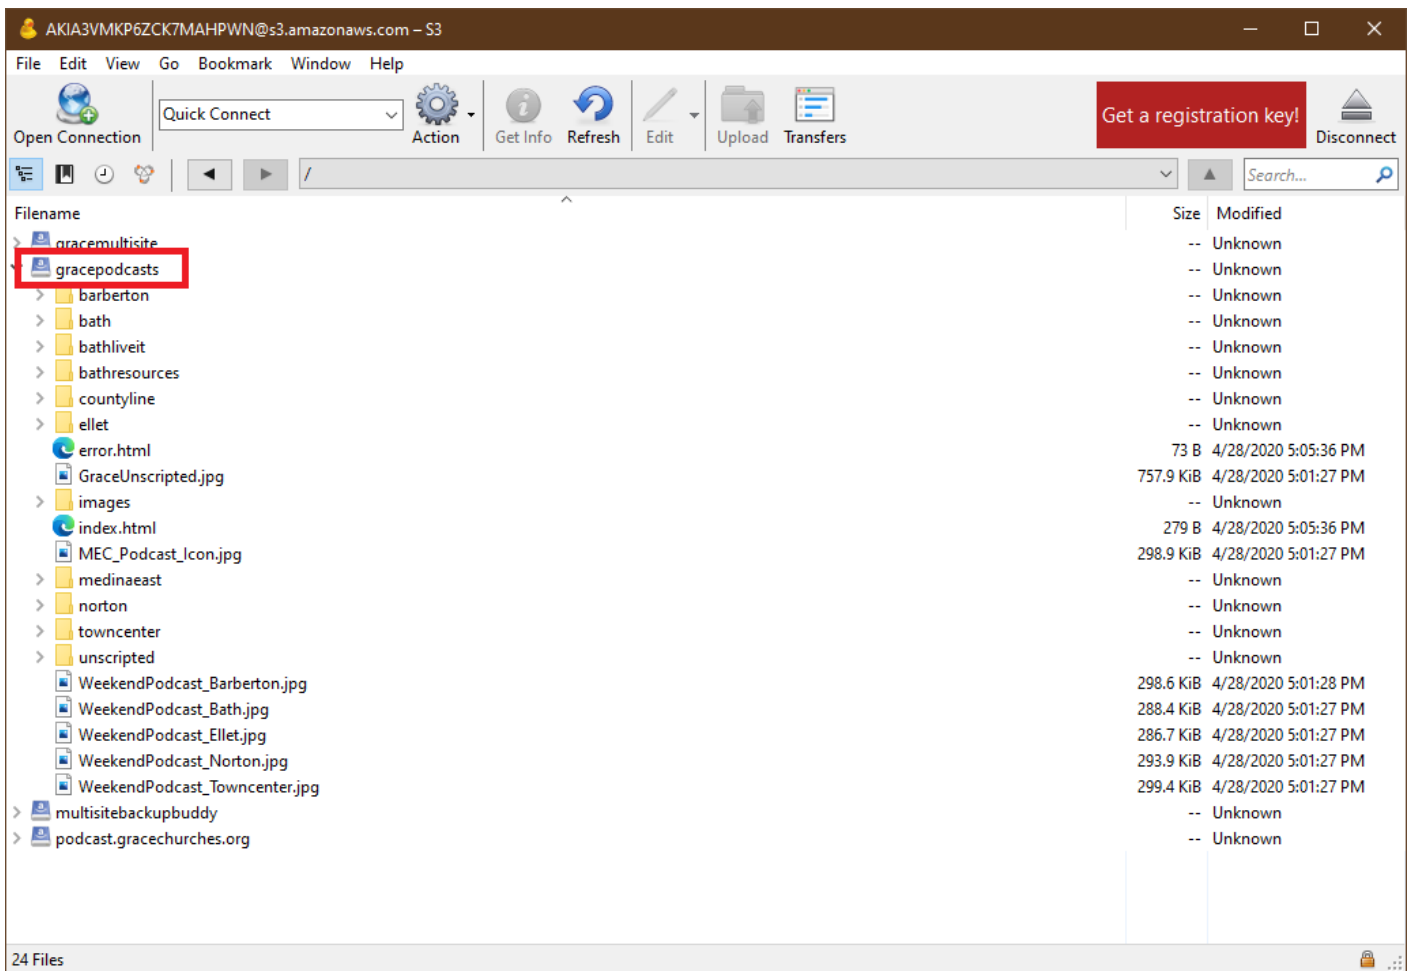 AKIA3VMKP6ZCK7MAHPWN@s3.amazonaws.com – S3
File Edit View Go Bookmark Window Help
Open Connection Quick Connect Action Get Info Refresh Edit Upload Transfers Get a registration key! Disconnect
/ Search...
Filename Size Modified
gracemultisite -- Unknown
gracepodcasts -- Unknown
barberton -- Unknown
bath -- Unknown
bathliveit -- Unknown
bathresources -- Unknown
countyline -- Unknown
ellet -- Unknown
error.html 73 B 4/28/2020 5:05:36 PM
GraceUnscripted.jpg 757.9 KiB 4/28/2020 5:01:27 PM
images -- Unknown
index.html 279 B 4/28/2020 5:05:36 PM
MEC_Podcast_Icon.jpg 298.9 KiB 4/28/2020 5:01:27 PM
medinaeast -- Unknown
norton -- Unknown
towncenter -- Unknown
unscripted -- Unknown
WeekendPodcast_Barberton.jpg 298.6 KiB 4/28/2020 5:01:28 PM
WeekendPodcast_Bath.jpg 288.4 KiB 4/28/2020 5:01:27 PM
WeekendPodcast_Ellet.jpg 286.7 KiB 4/28/2020 5:01:27 PM
WeekendPodcast_Norton.jpg 293.9 KiB 4/28/2020 5:01:27 PM
WeekendPodcast_Towncenter.jpg 299.4 KiB 4/28/2020 5:01:27 PM
multisitebackupbuddy -- Unknown
podcast.gracechurches.org -- Unknown
24 Files